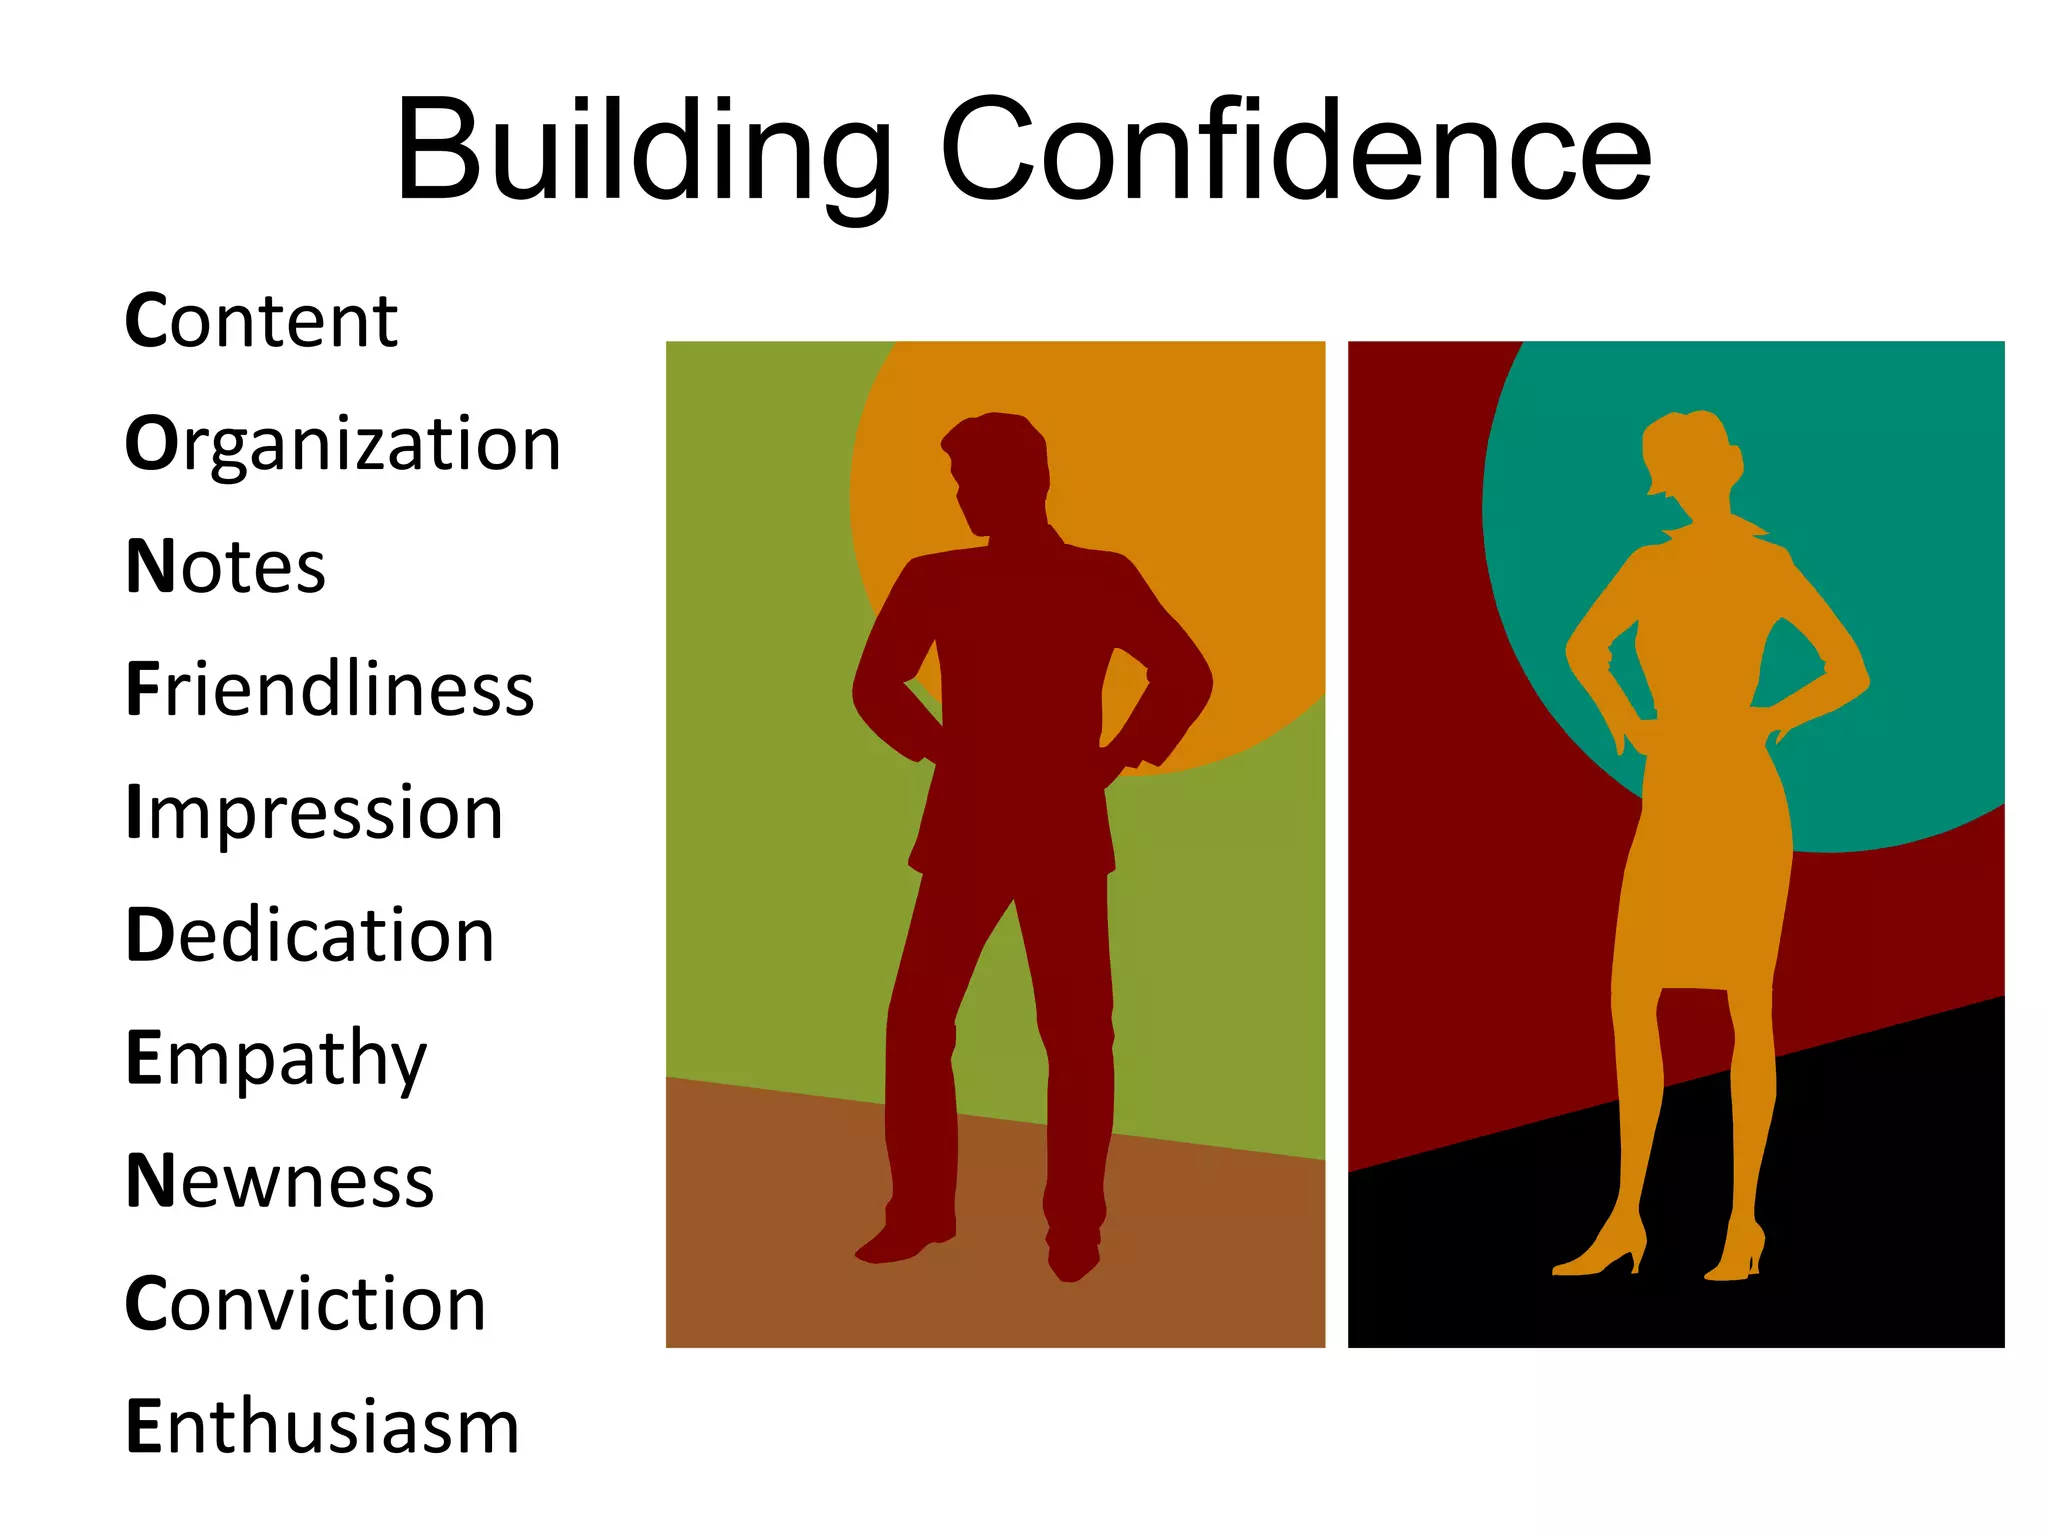 Building Confidence
Content
Organization
Notes
Friendliness
Impression
Dedication
Empathy
Newness
Conviction
Enthusiasm